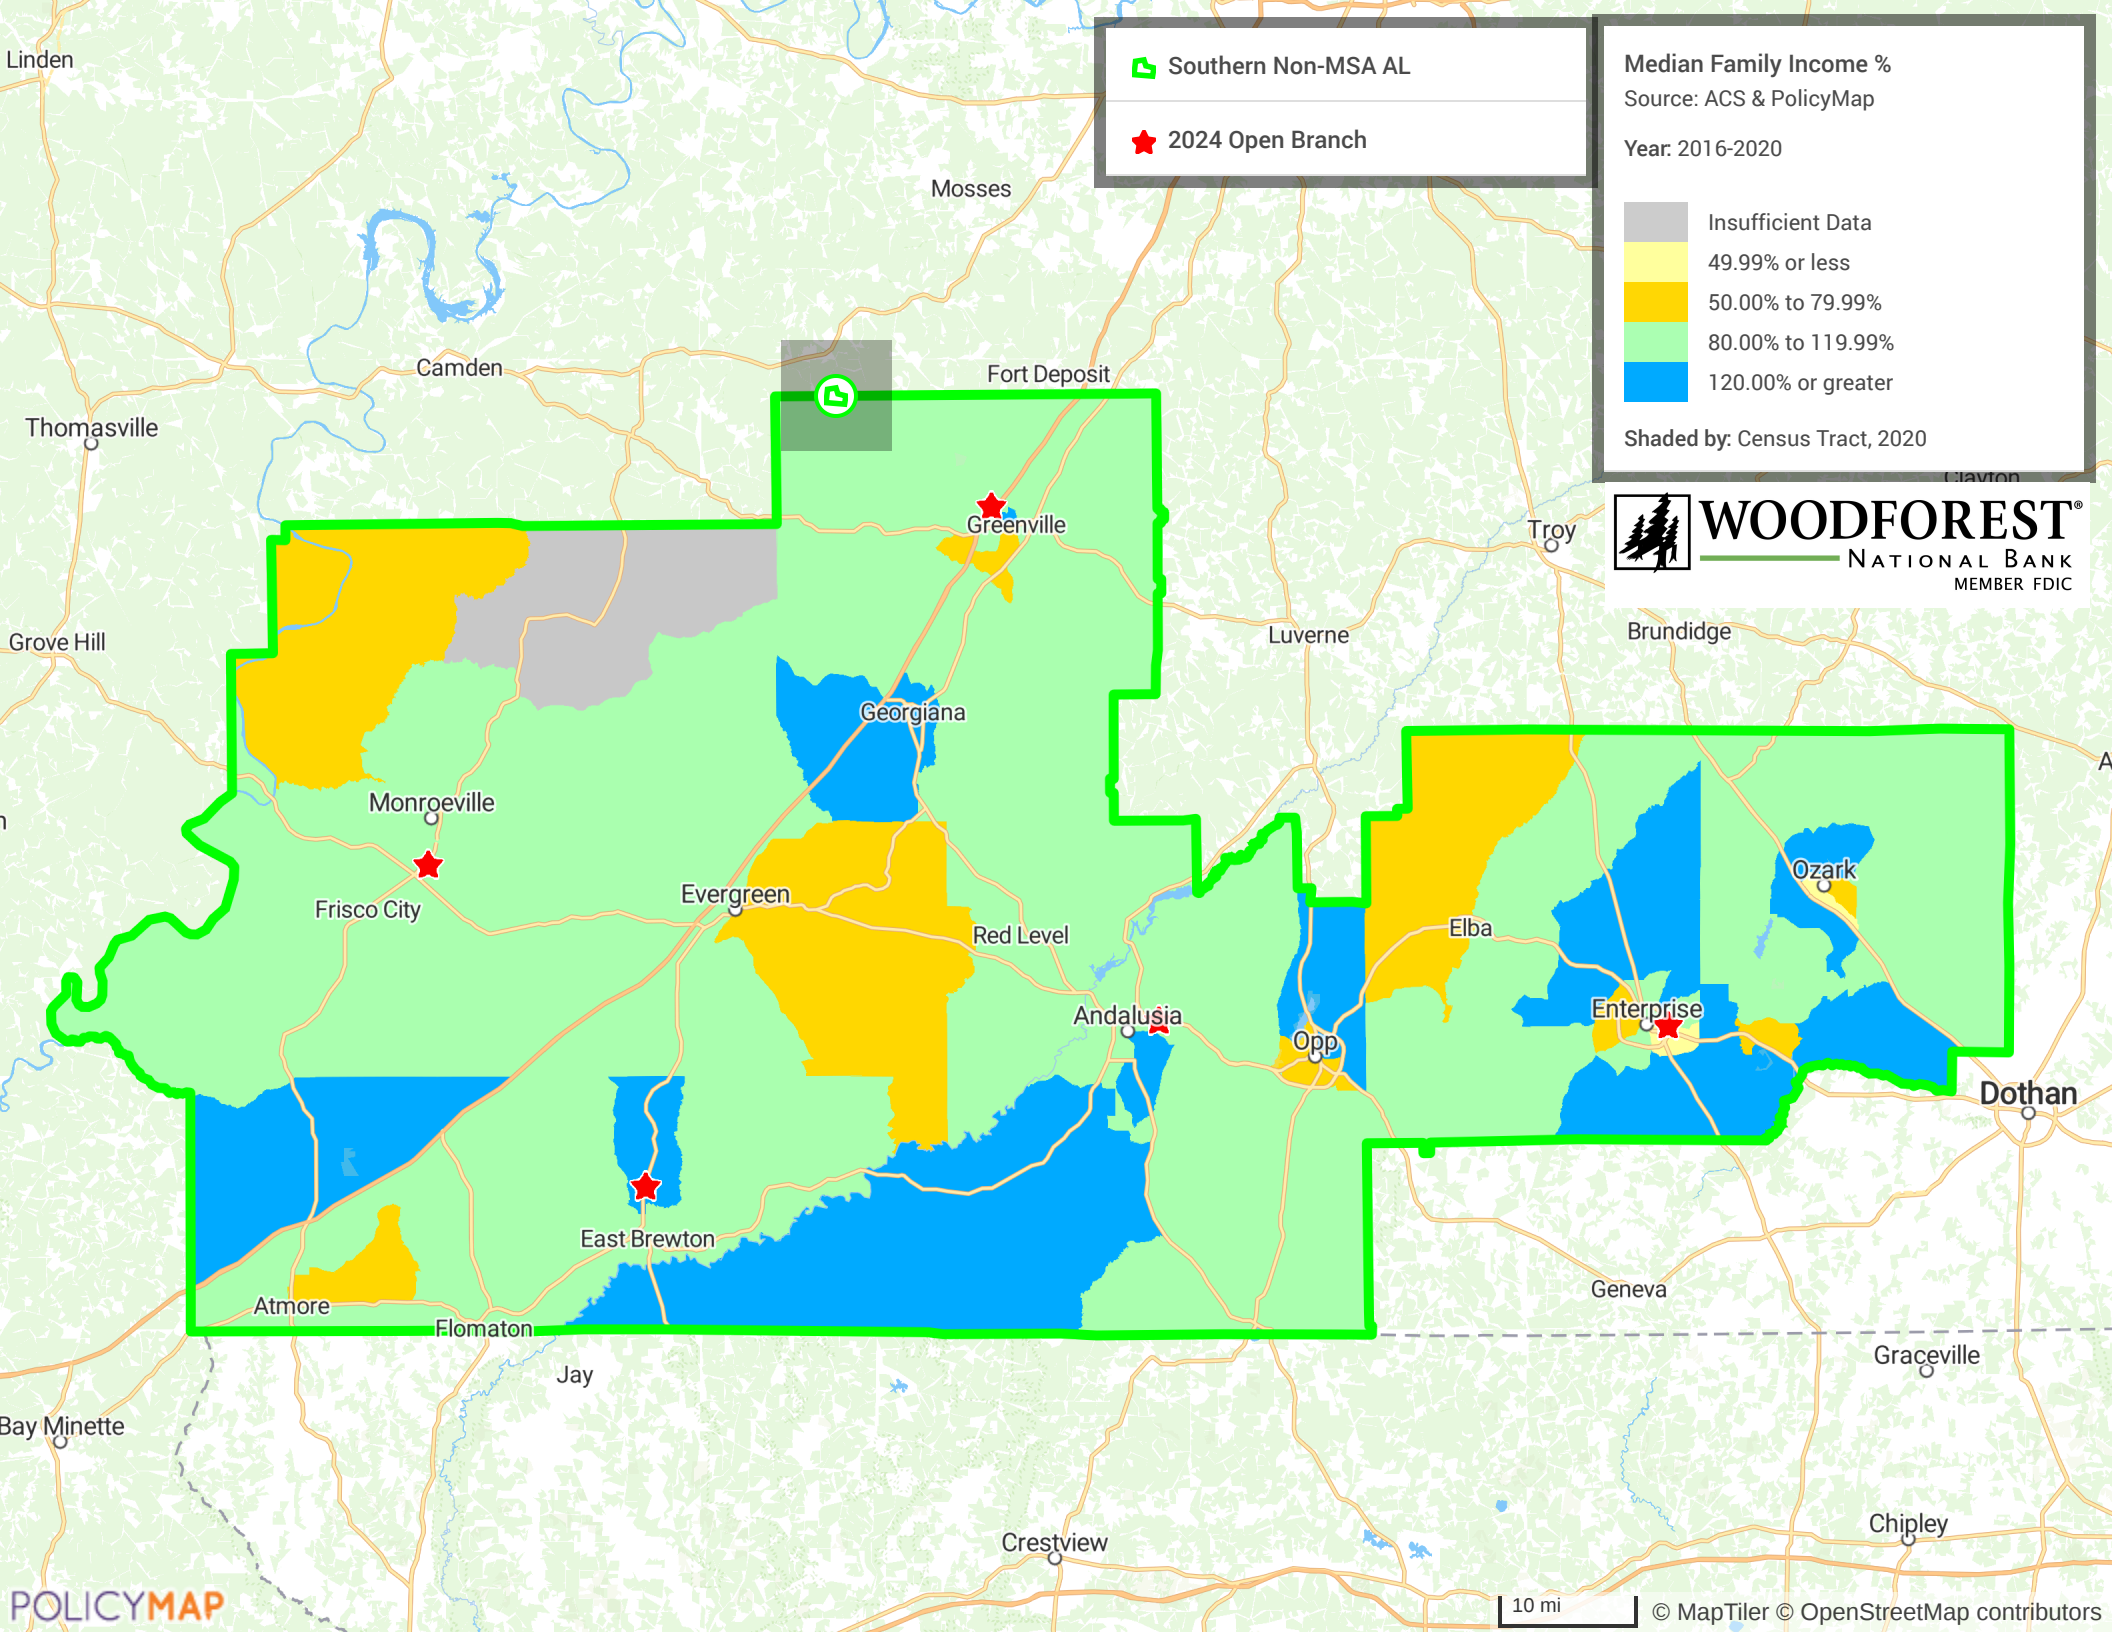 Linden
Southern Non-MSA AL
2024 Open Branch
Median Family Income %
Source: ACS & PolicyMap
Year: 2016-2020
Insufficient Data
49.99% or less
50.00% to 79.99%
80.00% to 119.99%
120.00% or greater
Shaded by: Census Tract, 2020
Clayton
WOODFOREST®
NATIONAL BANK
MEMBER FDIC
Mosses
Camden
Fort Deposit
Thomasville
Greenville
Troy
Grove Hill
Luverne
Brundidge
Georgiana
Monroeville
Ozark
Evergreen
Frisco City
Red Level
Elba
Andalusia
Enterprise
Opp
Dothan
East Brewton
Geneva
Atmore
Flomaton
Jay
Graceville
Bay Minette
Crestview
Chipley
POLICYMAP
10 mi
© MapTiler © OpenStreetMap contributors